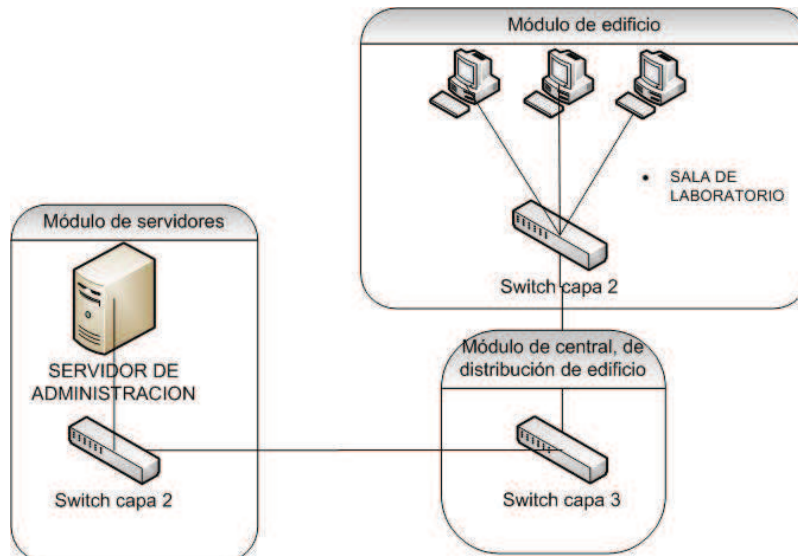 Módulo de edificio
• SALA DE
LABORATORIO
Switch capa 2
Módulo de servidores
SERVIDOR DE
ADMINISTRACION
Switch capa 2
Módulo de central, de
distribución de edificio
Switch capa 3